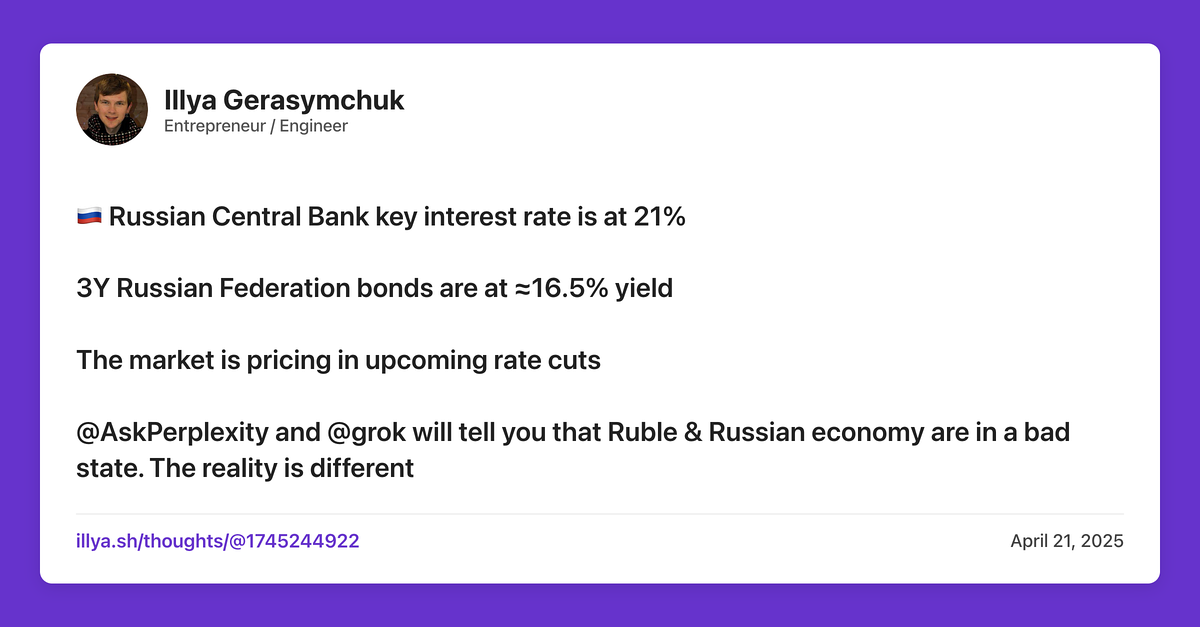 Illya Gerasymchuk
Entrepreneur / Engineer
🇷🇺 Russian Central Bank key interest rate is at 21%
3Y Russian Federation bonds are at ≈16.5% yield
The market is pricing in upcoming rate cuts
@AskPerplexity and @grok will tell you that Ruble & Russian economy are in a bad
state. The reality is different
illya.sh/thoughts/@1745244922
April 21, 2025